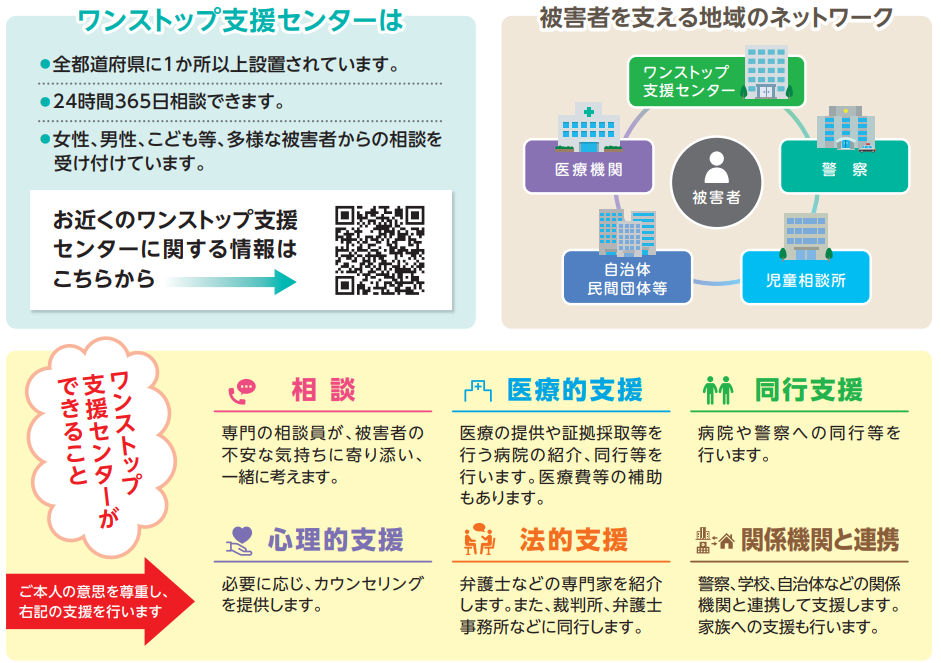 ワンストップ支援センターは
●全都道府県に1か所以上設置されています。
●24時間365日相談できます。
●女性、男性、こども等、多様な被害者からの相談を
受け付けています。
お近くのワンストップ支援
センターに関する情報は
こちらから
被害者を支える地域のネットワーク
ワンストップ
支援センター
医療機関
警察
被害者
自治体
民間団体等
児童相談所
ワンストップ
支援センターが
できること
ご本人の意思を尊重し、
右記の支援を行います
相談
専門の相談員が、被害者の
不安な気持ちに寄り添い、
一緒に考えます。
医療的支援
医療の提供や証拠採取等を
行う病院の紹介、同行等を
行います。医療費等の補助
もあります。
同行支援
病院や警察への同行等を
行います。
心理的支援
必要に応じ、カウンセリング
を提供します。
法的支援
弁護士などの専門家を紹介
します。また、裁判所、弁護士
事務所などに同行します。
関係機関と連携
警察、学校、自治体などの関係
機関と連携して支援します。
家族への支援も行います。